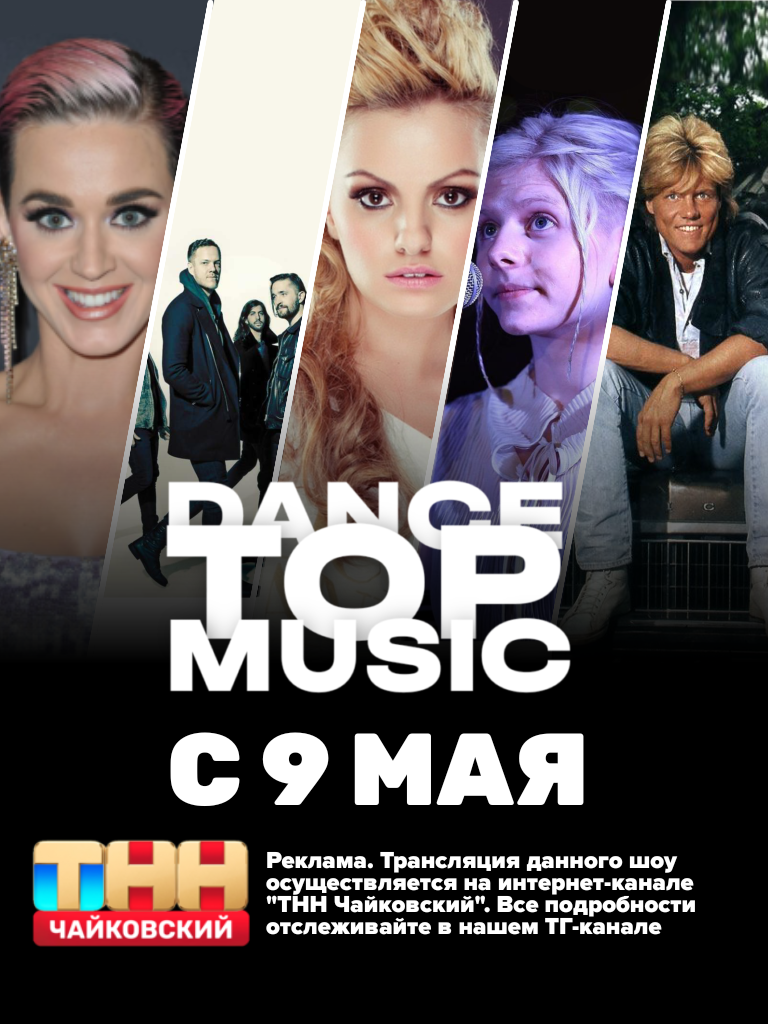 DANCE
TOP
MUSIC
С 9 МАЯ
ТНН
ЧАЙКОВСКИЙ
Реклама. Трансляция данного шоу
осуществляется на интернет-канале
"ТНН Чайковский". Все подробности
отслеживайте в нашем ТГ-канале